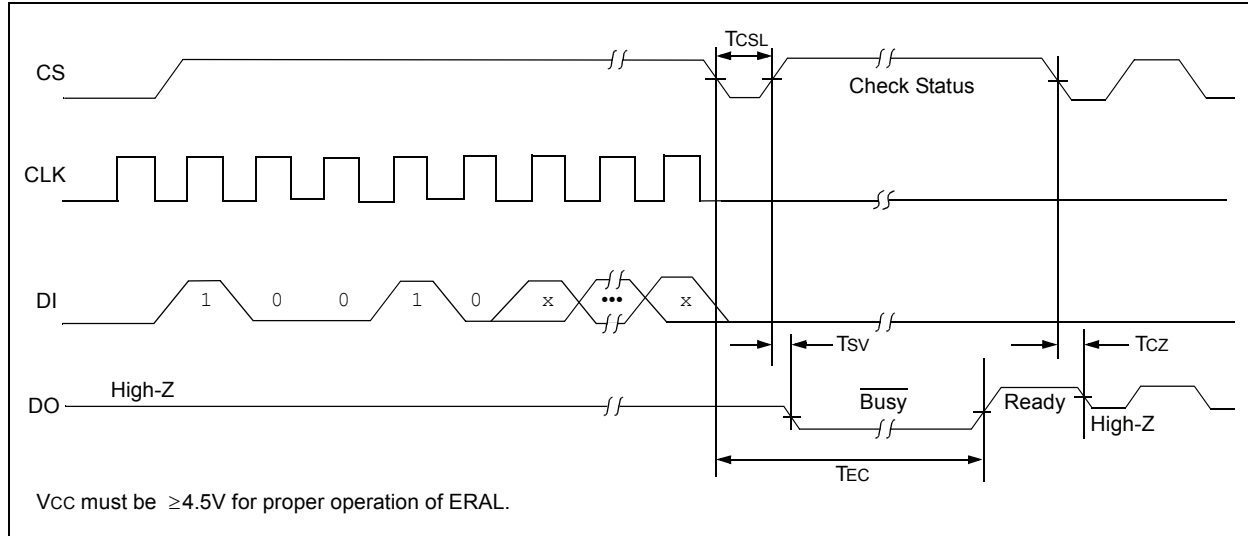 TCSL
CS
Check Status
CLK
DI 1 0 0 1 0 x ••• x
TSV
TCZ
High-Z
DO
Busy
Ready
High-Z
TEC
VCC must be ≥4.5V for proper operation of ERAL.